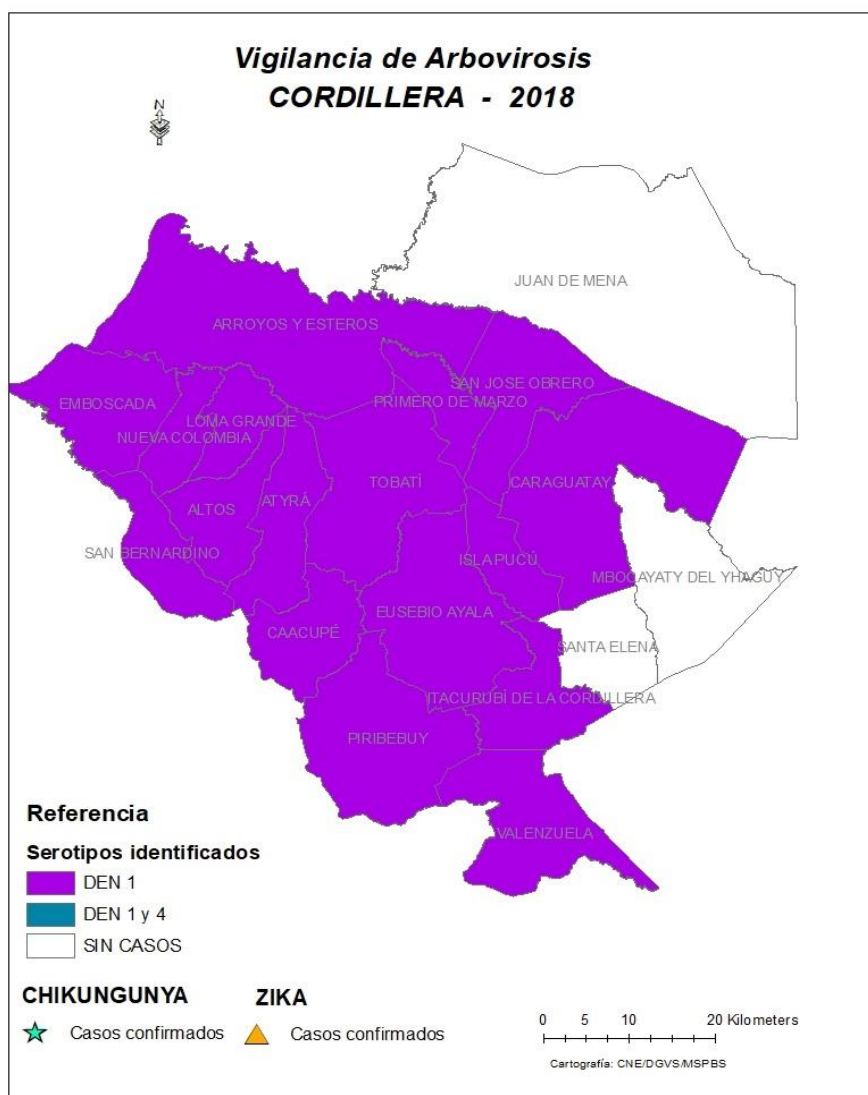 Vigilancia de Arbovirosis
CORDILLERA - 2018
N
JUAN DE MENA
ARROYOS Y ESTEROS
SAN JOSE OBRERO
PRIMERO DE MARZO
EMBOSCADA
LOMA GRANDE
NUEVA COLOMBIA
TOBATÍ
CARAGUATAY
ATYRÁ
ALTOS
SAN BERNARDINO
ISLA PUCÚ
MBOCAYATY DEL YHAGUY
EUSEBIO AYALA
CAACUPÉ
SANTA ELENA
ITACURUBÍ DE LA CORDILLERA
PIRIBEBUY
VALENZUELA
Referencia
Serotipos identificados
DEN 1
DEN 1 y 4
SIN CASOS
CHIKUNGUNYA
ZIKA
Casos confirmados
Casos confirmados
0 5 10 20 Kilometers
Cartografía: CNE/DGVS/MSPBS